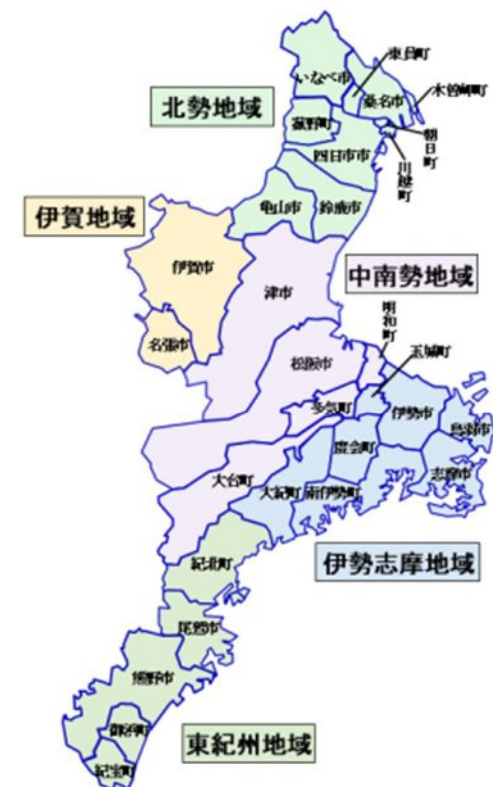 東員町
いなべ市
木曽岬町
桑名市
北勢地域
菰野町
朝日町
四日市市
川越町
亀山市
鈴鹿市
伊賀地域
伊賀市
中南勢地域
津市
明和町
名張市
玉城町
松阪市
多気町
伊勢市
鳥羽市
度会町
志摩市
大台町
大紀町
南伊勢町
伊勢志摩地域
紀北町
尾鷲市
熊野市
御浜町
東紀州地域
紀宝町